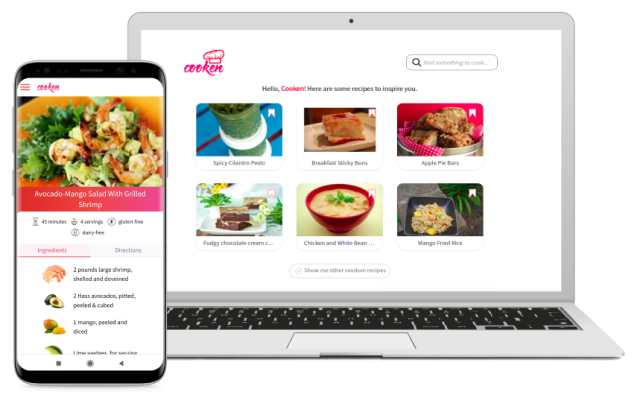 cooken
Avocado-Mango Salad With Grilled
Shrimp
45 minutes
4 servings
gluten-free
dairy-free
Ingredients
Directions
2 pounds large shrimp,
shelled and deveined
2 Hass avocados, pitted,
peeled & cubed
1 mango, peeled and
diced
Lime wedges, for serving
cooken
find something to cook...
Hello, Cooken! Here are some recipes to inspire you.
Spicy Cilantro Pesto
Breakfast Sticky Buns
Apple Pie Bars
Fudgy chocolate cream c...
Chicken and White Bean ...
Mango Fried Rice
Show me other random recipes